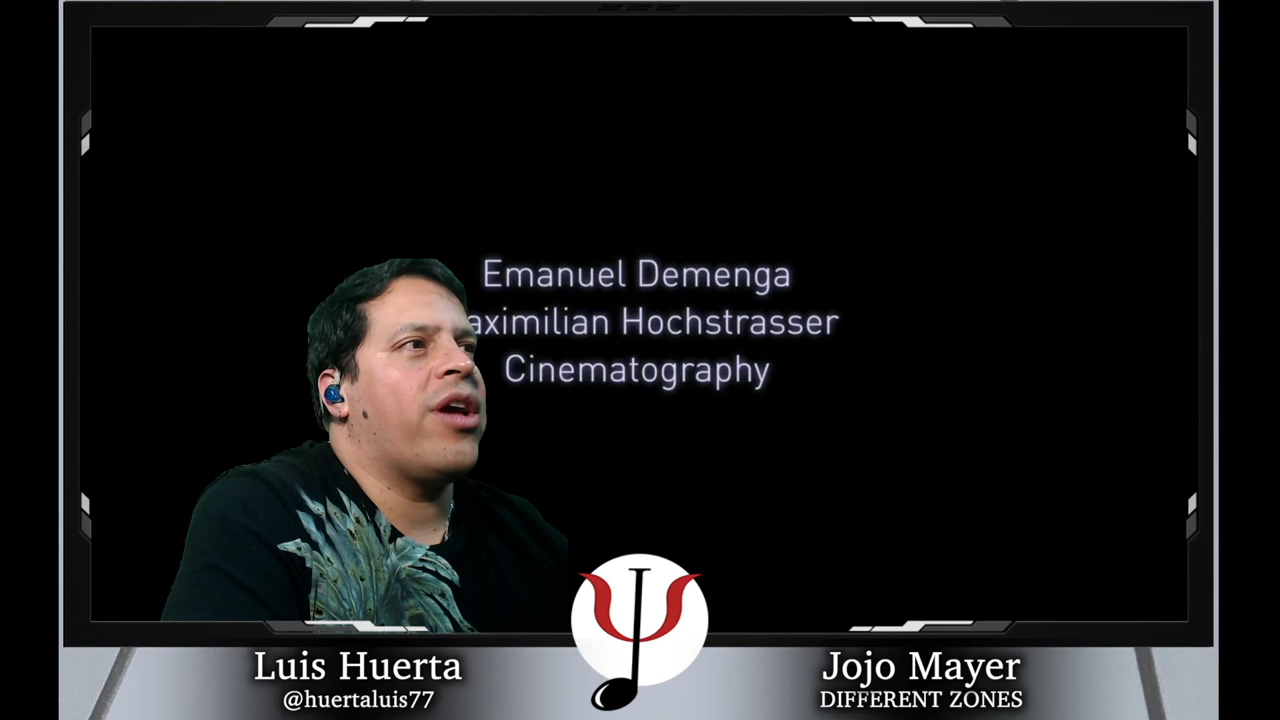 Emanuel Demenga
aximilian Hochstrasser
Cinematography
Luis Huerta
@huertaluis77
Jojo Mayer
DIFFERENT ZONES